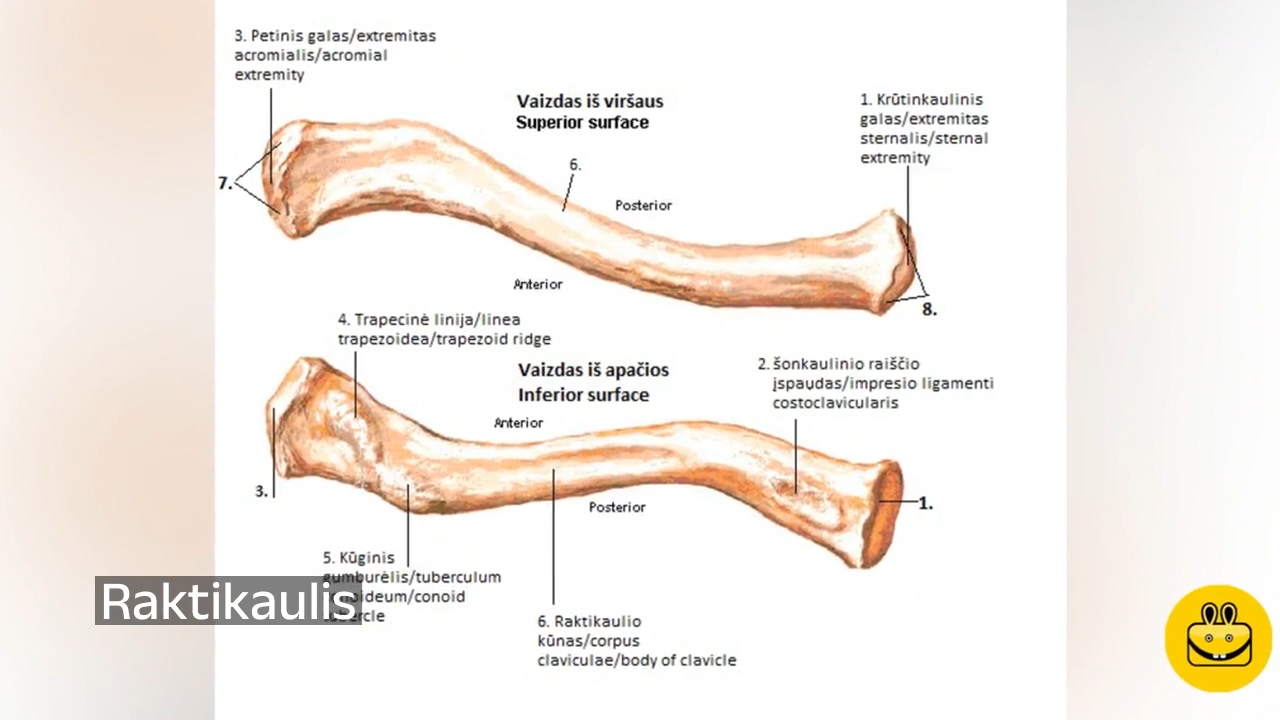 3. Petinis galas/extremitas
acromialis/acromial
extremity
Vaizdas iš viršaus
Superior surface
1. Krūtinkaulinis
galas/extremitas
sternalis/sternal
extremity
7.
6.
Posterior
Anterior
8.
4. Trapecinė linija/linea
trapezoidea/trapezoid ridge
Vaizdas iš apačios
Inferior surface
2. šonkaulinio raiščio
įspaudas/impresio ligamenti
costoclavicularis
Anterior
3.
Posterior
1.
5. Kūginis
gumburėlis/tuberculum
conoideum/conoid
tubercle
Raktikaulis
6. Raktikaulio
kūnas/corpus
claviculae/body of clavicle